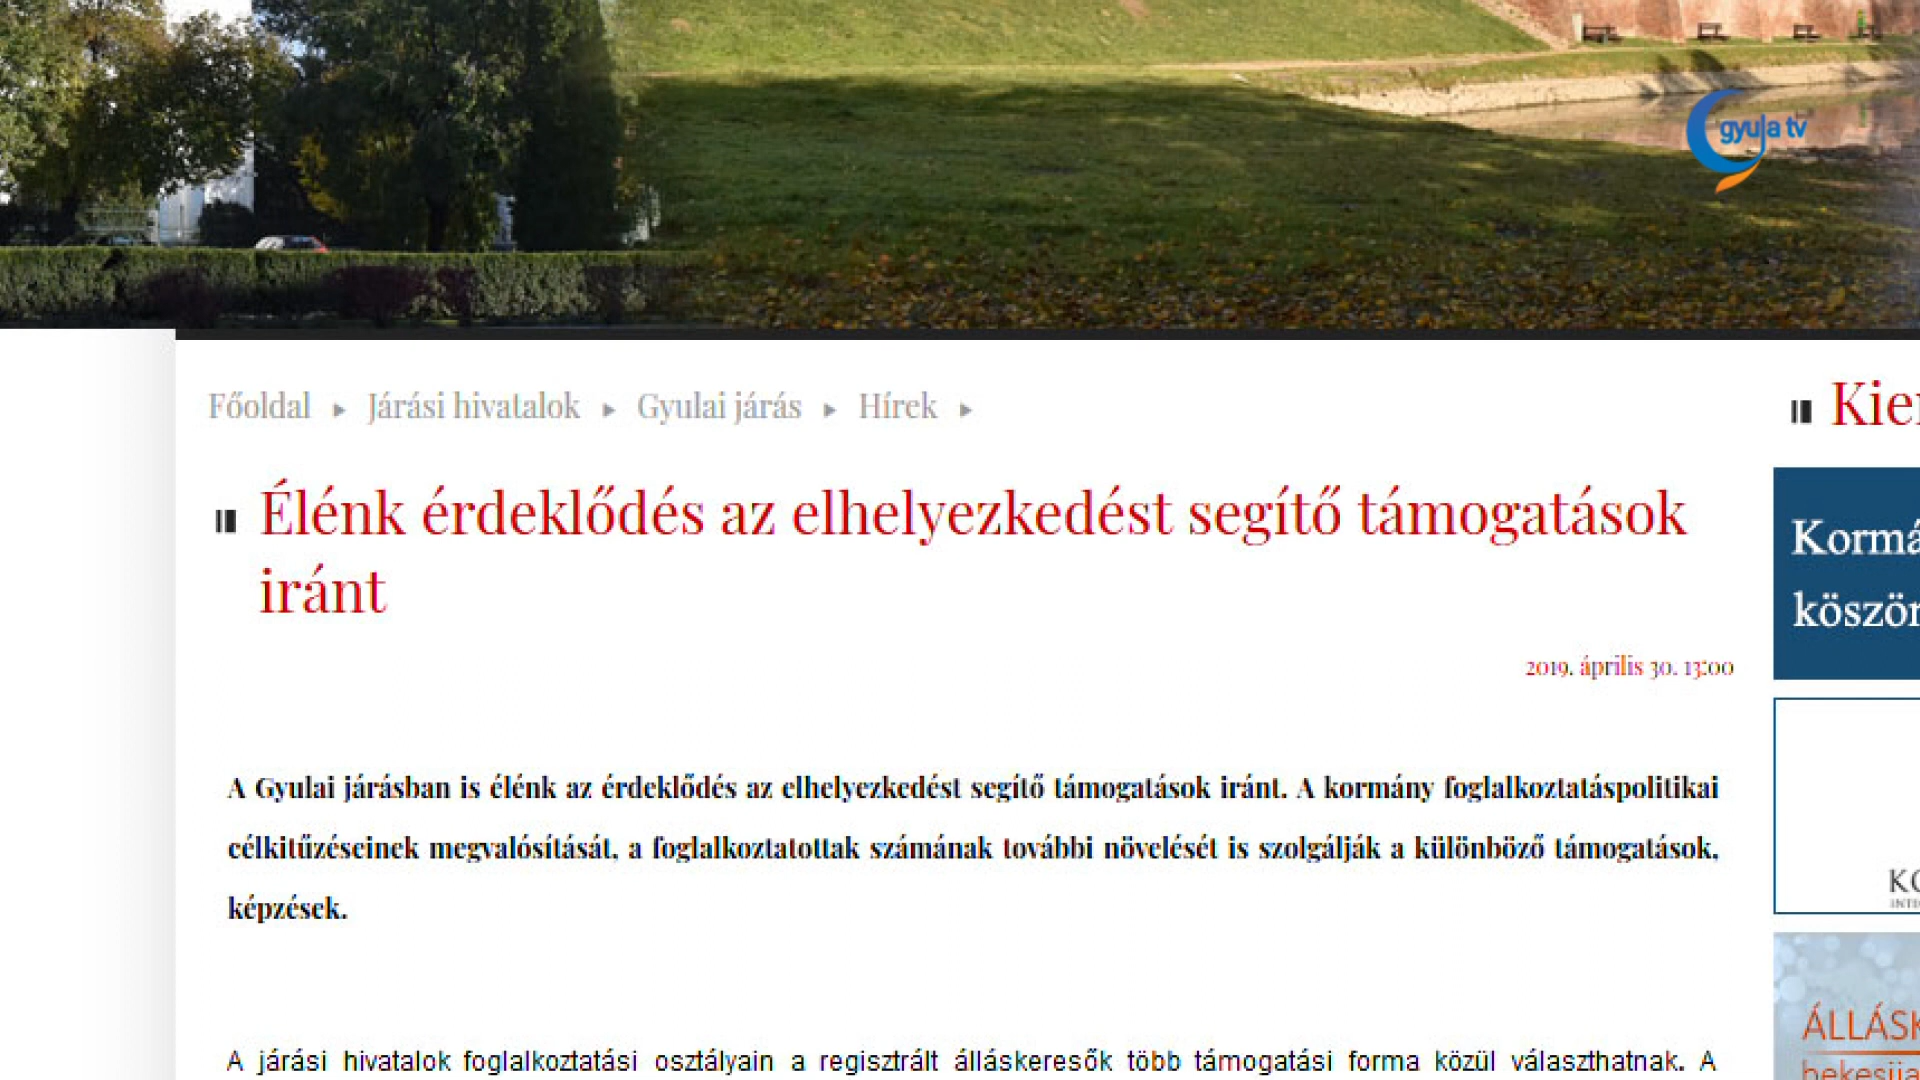 gyula tv
Főoldal ▸ Járási hivatalok ▸ Gyulai járás ▸ Hírek ▸
Élénk érdeklődés az elhelyezkedést segítő támogatások
iránt
2019. április 30. 13:00
A Gyulai járásban is élénk az érdeklődés az elhelyezkedést segítő támogatások iránt. A kormány foglalkoztatáspolitikai
célkitűzéseinek megvalósítását, a foglalkoztatottak számának további növelését is szolgálják a különböző támogatások,
képzések.
A járási hivatalok foglalkoztatási osztályain a regisztrált álláskeresők több támogatási forma közül választhatnak. A